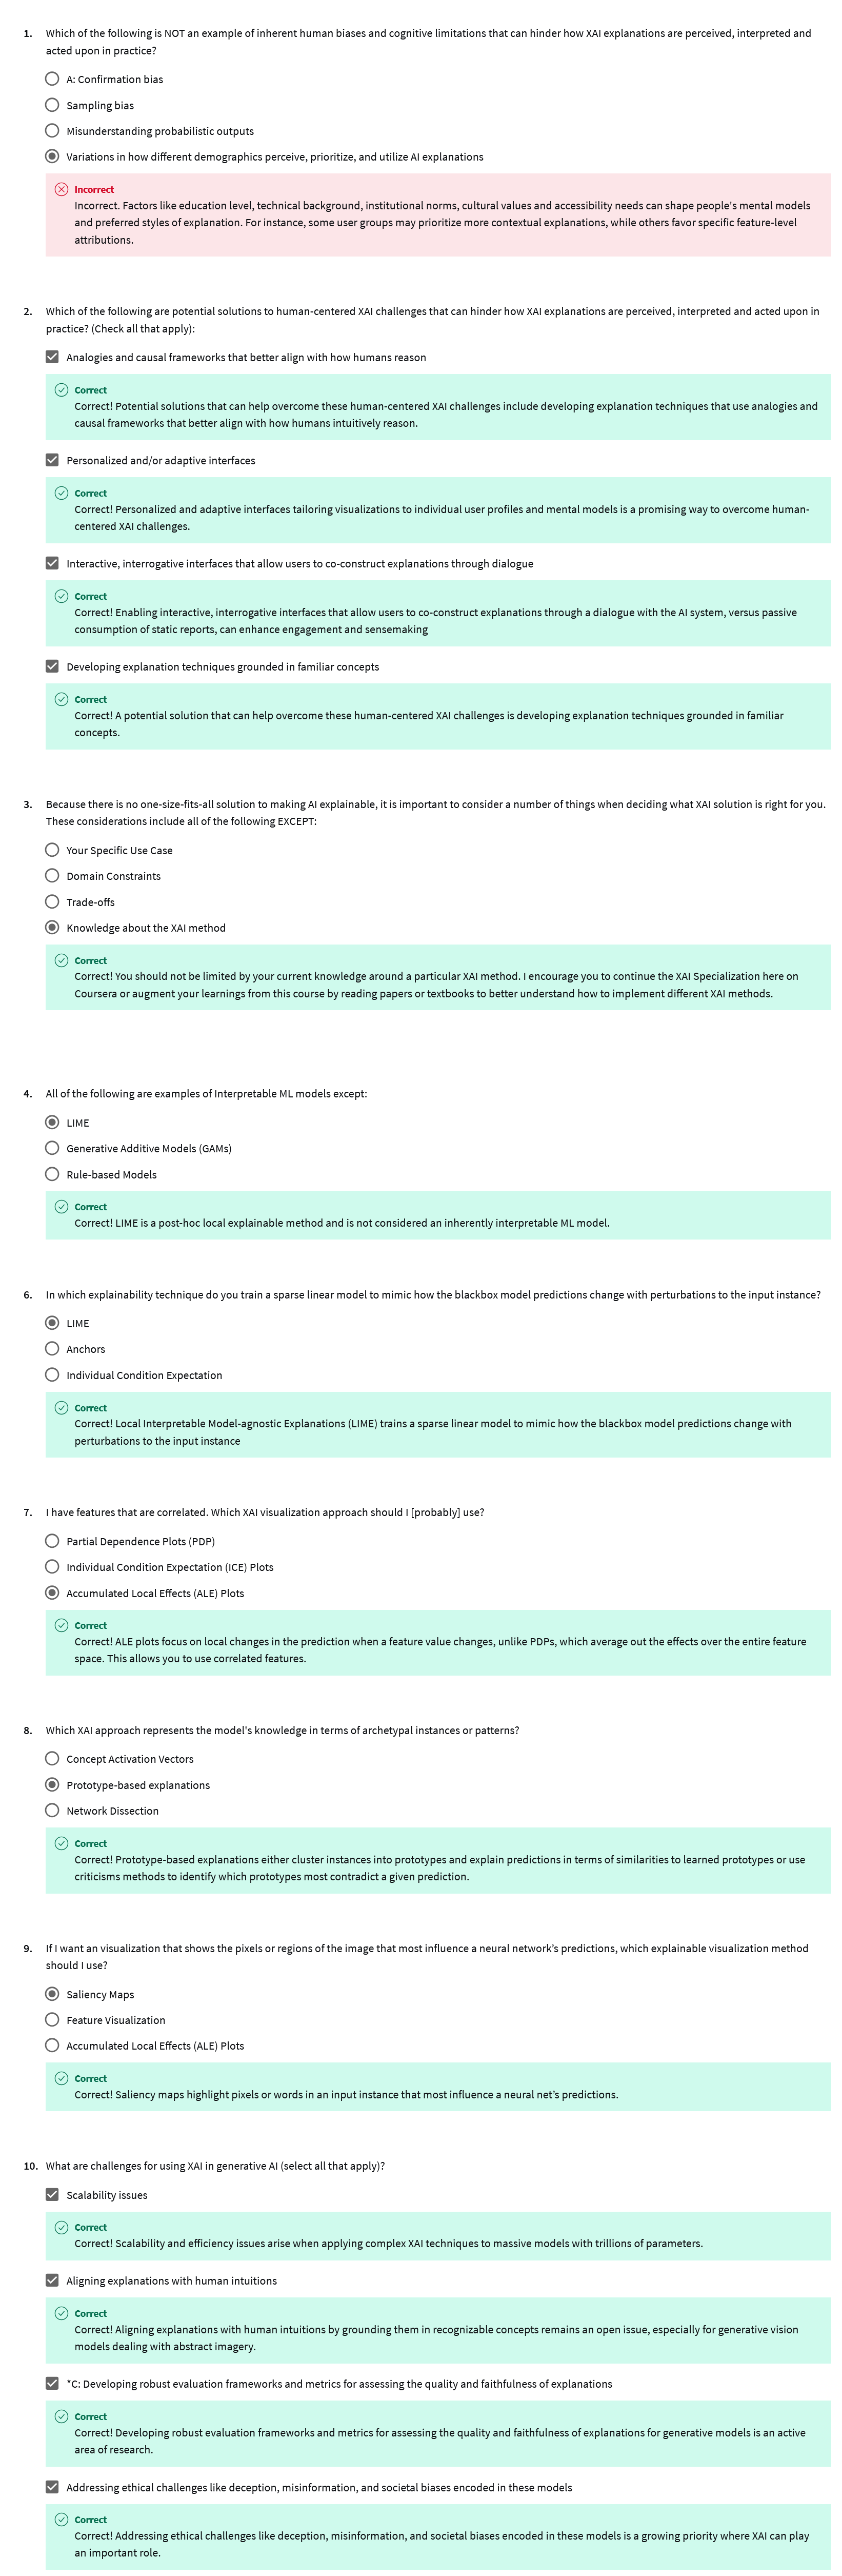 1. Which of the following is NOT an example of inherent human biases and cognitive limitations that can hinder how XAI explanations are perceived, interpreted and
acted upon in practice?
A: Confirmation bias
Sampling bias
Misunderstanding probabilistic outputs
Variations in how different demographics perceive, prioritize, and utilize AI explanations
Incorrect
Incorrect. Factors like education level, technical background, institutional norms, cultural values and accessibility needs can shape people's mental models
and preferred styles of explanation. For instance, some user groups may prioritize more contextual explanations, while others favor specific feature-level
attributions.
2. Which of the following are potential solutions to human-centered XAI challenges that can hinder how XAI explanations are perceived, interpreted and acted upon in
practice? (Check all that apply):
Analogies and causal frameworks that better align with how humans reason
Correct
Correct! Potential solutions that can help overcome these human-centered XAI challenges include developing explanation techniques that use analogies and
causal frameworks that better align with how humans intuitively reason.
Personalized and/or adaptive interfaces
Correct
Correct! Personalized and adaptive interfaces tailoring visualizations to individual user profiles and mental models is a promising way to overcome human-
centered XAI challenges.
Interactive, interrogative interfaces that allow users to co-construct explanations through dialogue
Correct
Correct! Enabling interactive, interrogative interfaces that allow users to co-construct explanations through a dialogue with the AI system, versus passive
consumption of static reports, can enhance engagement and sensemaking
Developing explanation techniques grounded in familiar concepts
Correct
Correct! A potential solution that can help overcome these human-centered XAI challenges is developing explanation techniques grounded in familiar
concepts.
3. Because there is no one-size-fits-all solution to making AI explainable, it is important to consider a number of things when deciding what XAI solution is right for you.
These considerations include all of the following EXCEPT:
Your Specific Use Case
Domain Constraints
Trade-offs
Knowledge about the XAI method
Correct
Correct! You should not be limited by your current knowledge around a particular XAI method. I encourage you to continue the XAI Specialization here on
Coursera or augment your learnings from this course by reading papers or textbooks to better understand how to implement different XAI methods.
4. All of the following are examples of Interpretable ML models except:
LIME
Generative Additive Models (GAMs)
Rule-based Models
Correct
Correct! LIME is a post-hoc local explainable method and is not considered an inherently interpretable ML model.
6. In which explainability technique do you train a sparse linear model to mimic how the blackbox model predictions change with perturbations to the input instance?
LIME
Anchors
Individual Condition Expectation
Correct
Correct! Local Interpretable Model-agnostic Explanations (LIME) trains a sparse linear model to mimic how the blackbox model predictions change with
perturbations to the input instance
7. I have features that are correlated. Which XAI visualization approach should I [probably] use?
Partial Dependence Plots (PDP)
Individual Condition Expectation (ICE) Plots
Accumulated Local Effects (ALE) Plots
Correct
Correct! ALE plots focus on local changes in the prediction when a feature value changes, unlike PDPs, which average out the effects over the entire feature
space. This allows you to use correlated features.
8. Which XAI approach represents the model's knowledge in terms of archetypal instances or patterns?
Concept Activation Vectors
Prototype-based explanations
Network Dissection
Correct
Correct! Prototype-based explanations either cluster instances into prototypes and explain predictions in terms of similarities to learned prototypes or use
criticisms methods to identify which prototypes most contradict a given prediction.
9. If I want an visualization that shows the pixels or regions of the image that most influence a neural network’s predictions, which explainable visualization method
should I use?
Saliency Maps
Feature Visualization
Accumulated Local Effects (ALE) Plots
Correct
Correct! Saliency maps highlight pixels or words in an input instance that most influence a neural net’s predictions.
10. What are challenges for using XAI in generative AI (select all that apply)?
Scalability issues
Correct
Correct! Scalability and efficiency issues arise when applying complex XAI techniques to massive models with trillions of parameters.
Aligning explanations with human intuitions
Correct
Correct! Aligning explanations with human intuitions by grounding them in recognizable concepts remains an open issue, especially for generative vision
models dealing with abstract imagery.
*C: Developing robust evaluation frameworks and metrics for assessing the quality and faithfulness of explanations
Correct
Correct! Developing robust evaluation frameworks and metrics for assessing the quality and faithfulness of explanations for generative models is an active
area of research.
Addressing ethical challenges like deception, misinformation, and societal biases encoded in these models
Correct
Correct! Addressing ethical challenges like deception, misinformation, and societal biases encoded in these models is a growing priority where XAI can play
an important role.